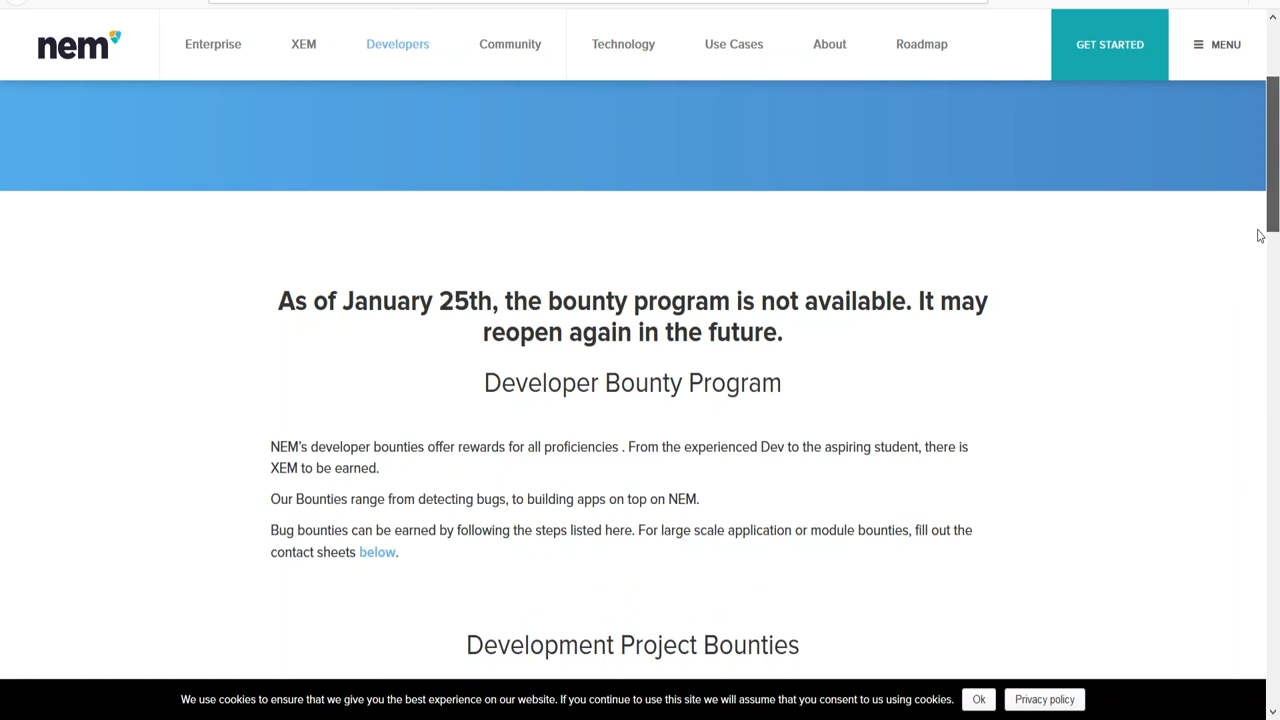 nem
Enterprise XEM Developers Community Technology Use Cases About Roadmap GET STARTED MENU
As of January 25th, the bounty program is not available. It may
reopen again in the future.
Developer Bounty Program
NEM's developer bounties offer rewards for all proficiencies . From the experienced Dev to the aspiring student, there is
XEM to be earned.
Our Bounties range from detecting bugs, to building apps on top on NEM.
Bug bounties can be earned by following the steps listed here. For large scale application or module bounties, fill out the
contact sheets below.
Development Project Bounties
We use cookies to ensure that we give you the best experience on our website. If you continue to use this site we will assume that you consent to us using cookies. Ok Privacy policy